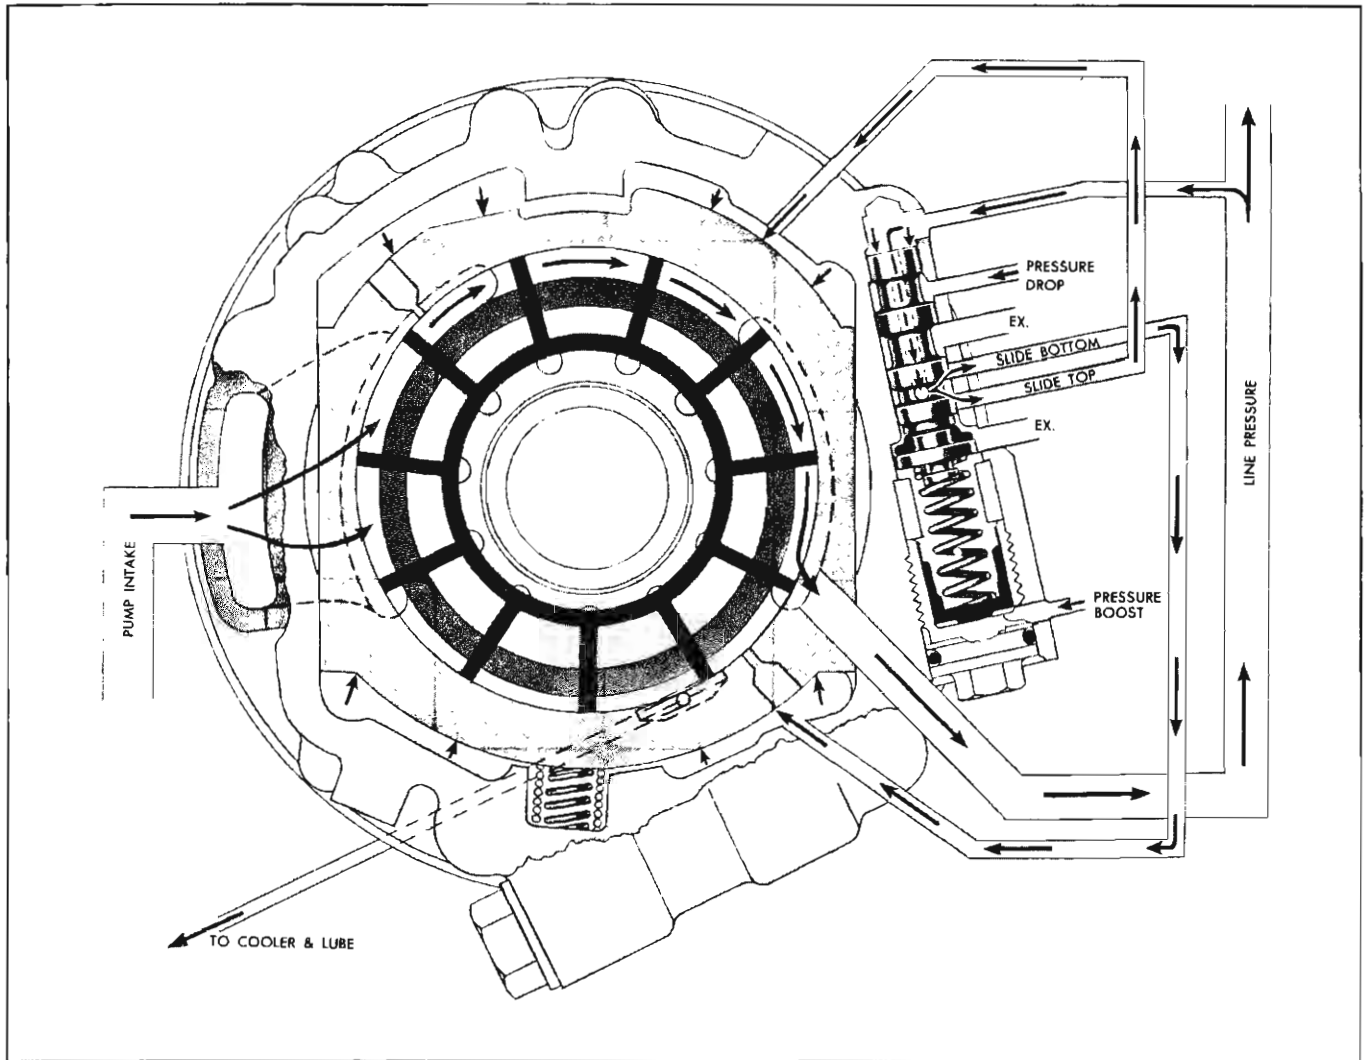 PRESSURE
DROP
EX.
SLIDE BOTTOM
SLIDE TOP
EX.
LINE PRESSURE
PUMP INTAKE
PRESSURE
BOOST
TO COOLER & LUBE